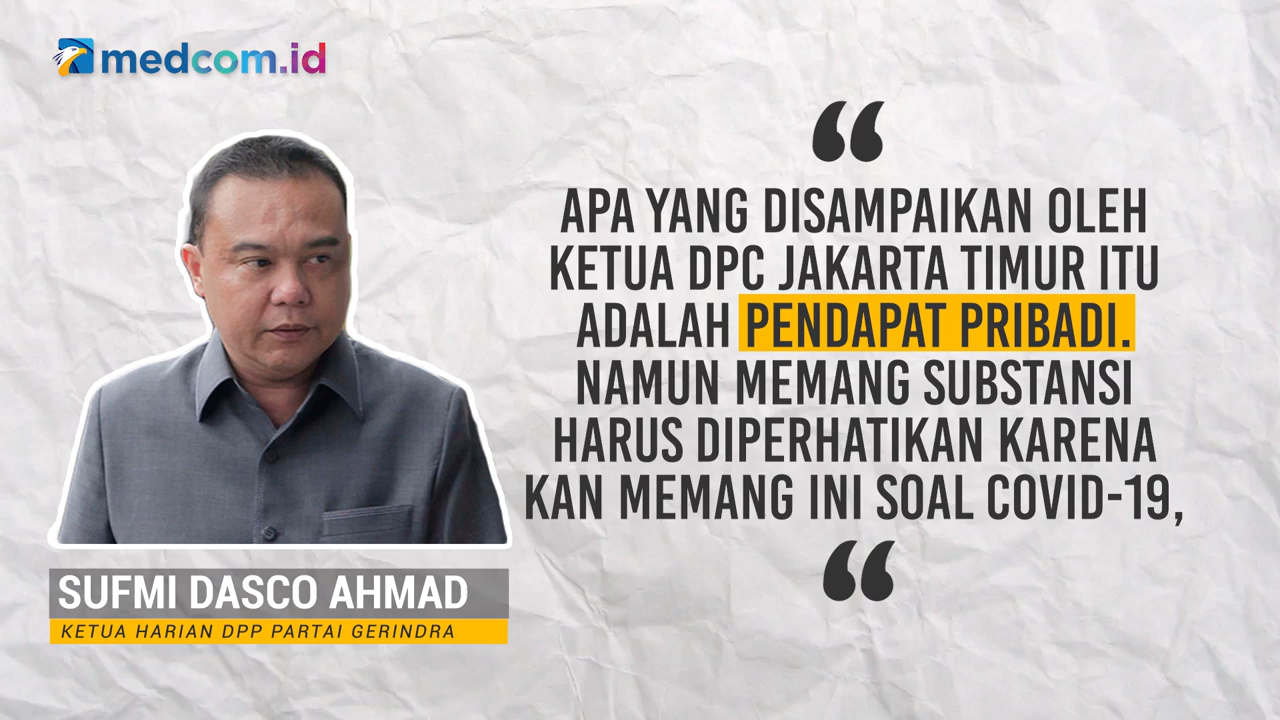 medcom.id
“
APA YANG DISAMPAIKAN OLEH
KETUA DPC JAKARTA TIMUR ITU
ADALAH PENDAPAT PRIBADI.
NAMUN MEMANG SUBSTANSI
HARUS DIPERHATIKAN KARENA
KAN MEMANG INI SOAL COVID-19,
“
SUFMI DASCO AHMAD
KETUA HARIAN DPP PARTAI GERINDRA